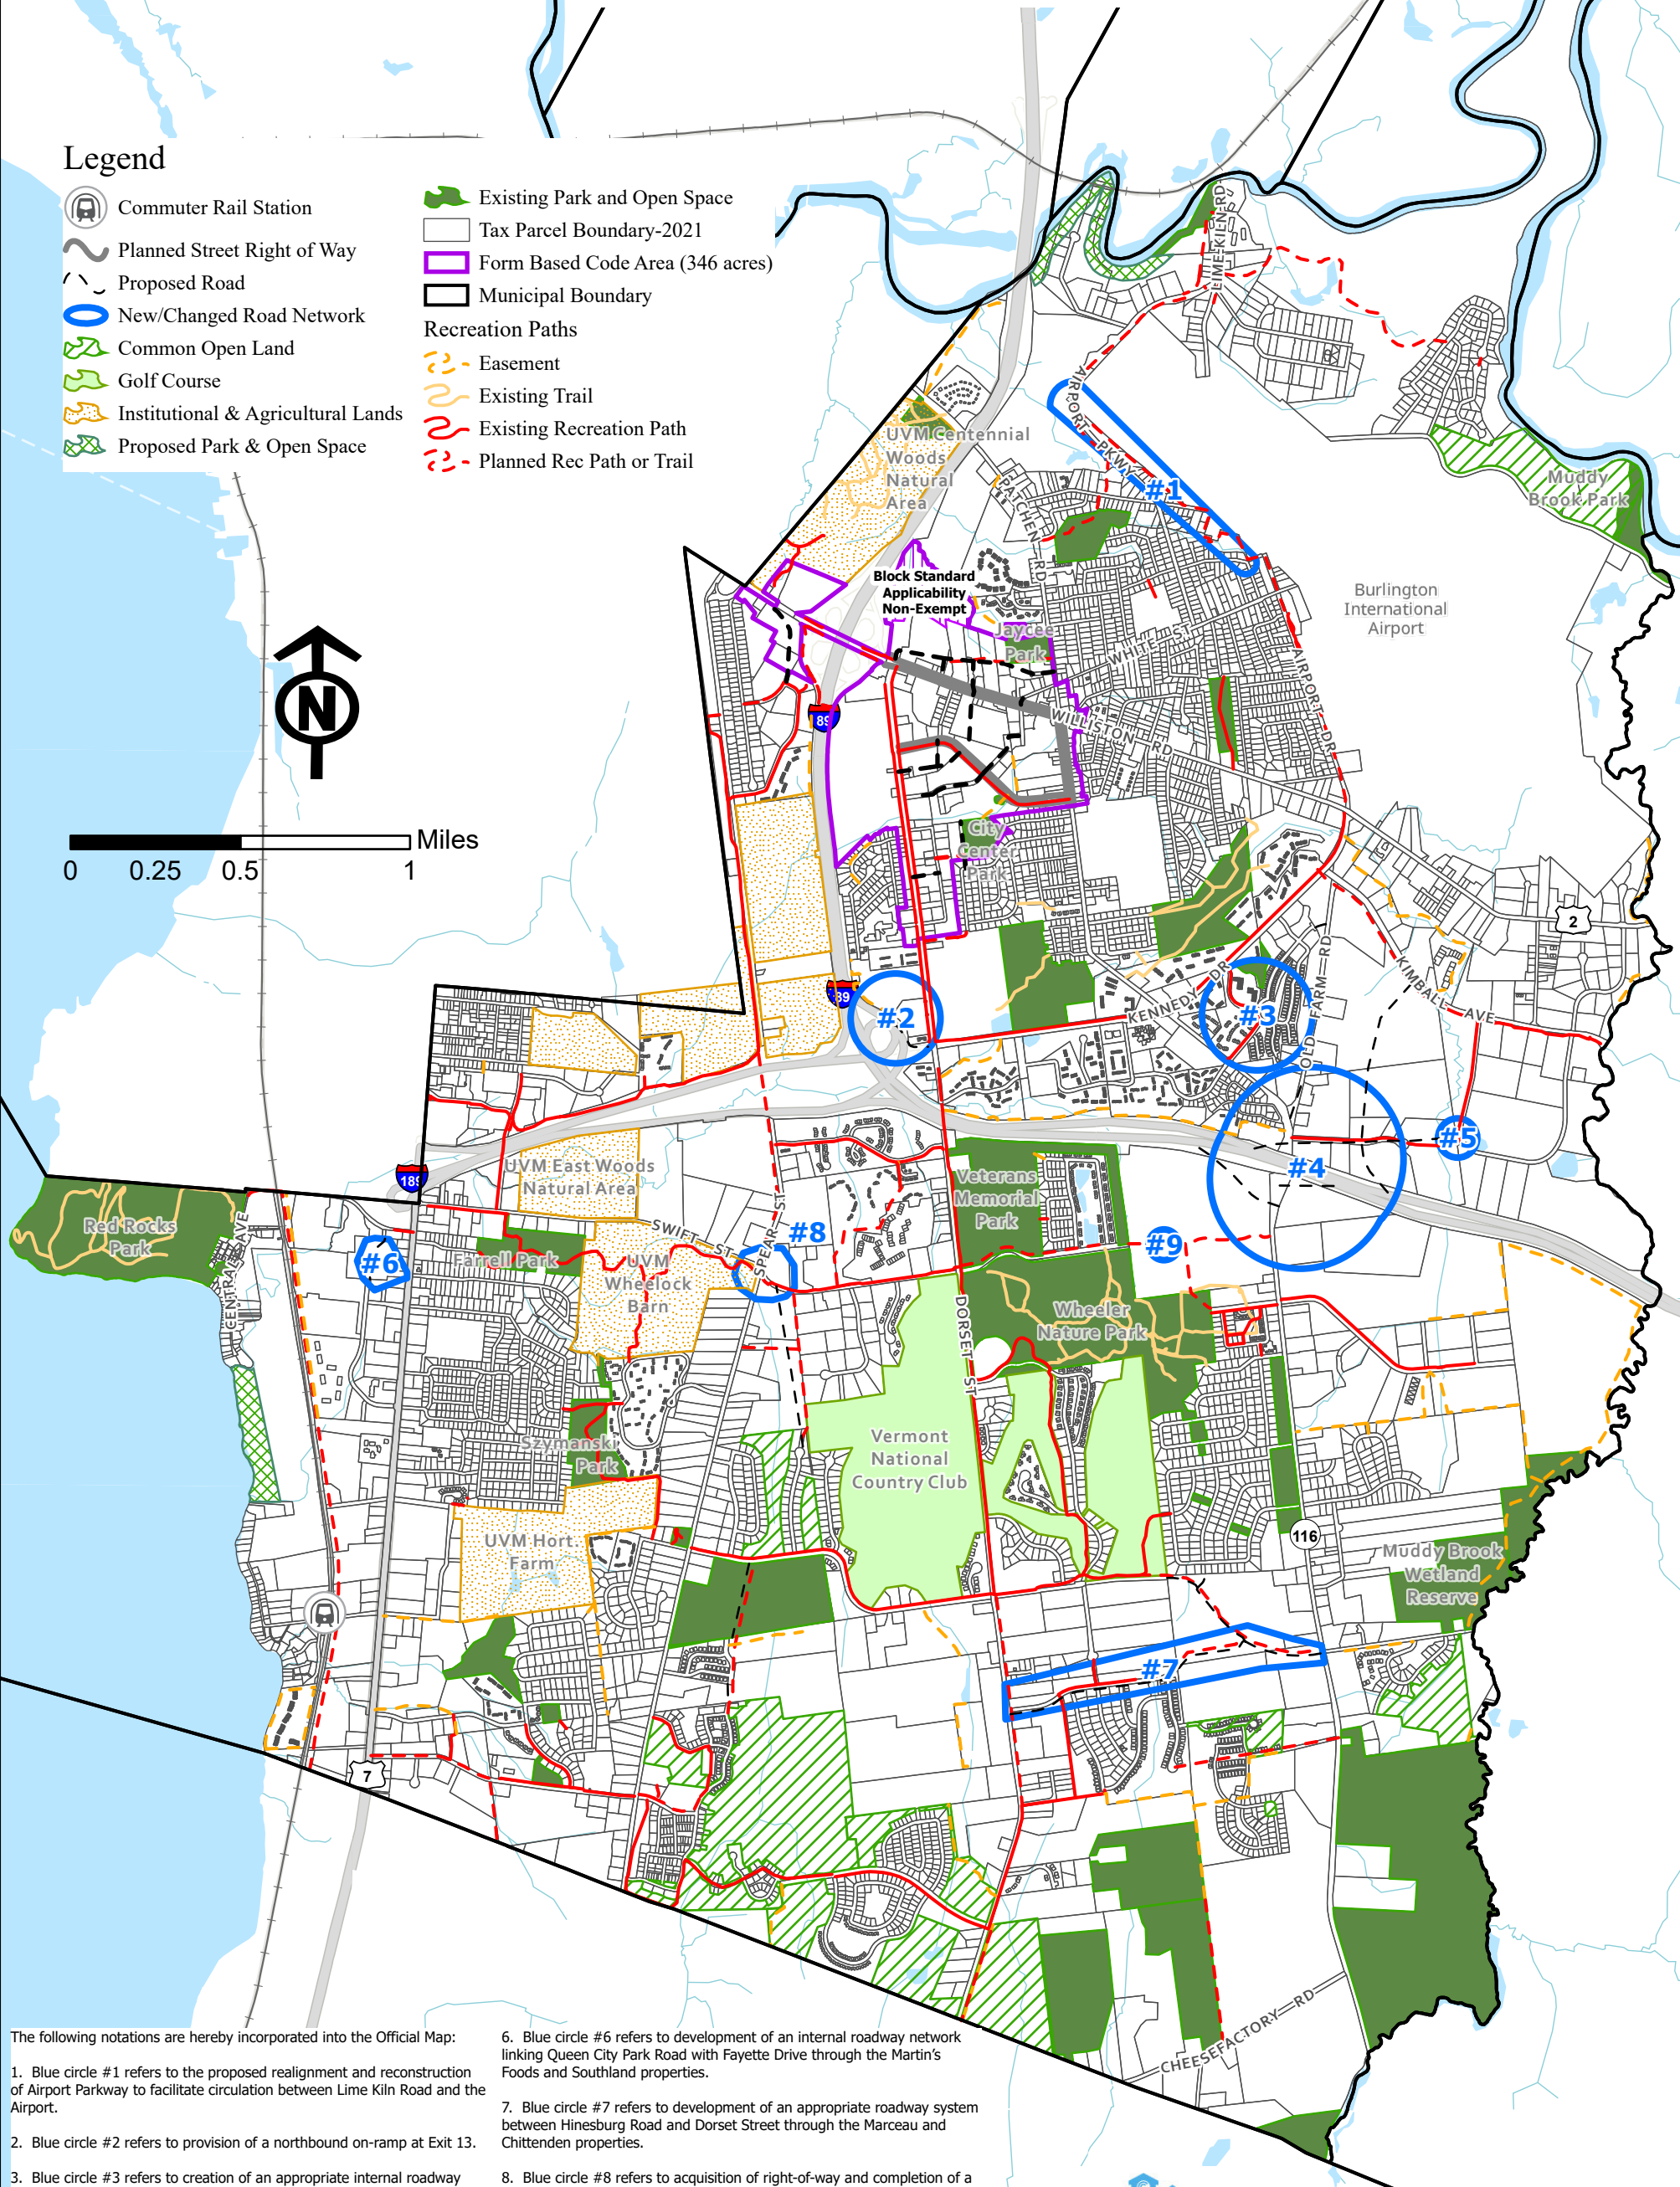 Legend
Commuter Rail Station
Planned Street Right of Way
Proposed Road
New/Changed Road Network
Common Open Land
Golf Course
Institutional & Agricultural Lands
Proposed Park & Open Space
Existing Park and Open Space
Tax Parcel Boundary-2021
Form Based Code Area (346 acres)
Municipal Boundary
Recreation Paths
Easement
Existing Trail
Existing Recreation Path
Planned Rec Path or Trail
N
Miles
0 0.25 0.5 1
LIME KILN RD
AIRPORT PKWY
#1
UVM Centennial
Woods
Natural
Area
PATCHEN RD
Muddy
Brook Park
Block Standard
Applicability
Non-Exempt
Burlington
International
Airport
Jaycee
Park
WHITE ST
AIRPORT DR
89
WILLISTON RD
City
Center
Park
2
KENNEDY DR
OLD FARM RD
KIMBALL AVE
89
#2
#3
#4
#5
189
UVM East Woods
Natural Area
Veterans
Memorial
Park
Red Rocks
Park
CENTRAL AVE
#6
Farrell Park
SWIFT ST
SPEAR ST
#8
#9
UVM
Wheelock
Barn
DORSET ST
Wheeler
Nature Park
Szymanski
Park
Vermont
National
Country Club
UVM Hort.
Farm
116
Muddy Brook
Wetland
Reserve
#7
7
CHEESEFACTORY RD
The following notations are hereby incorporated into the Official Map:
1. Blue circle #1 refers to the proposed realignment and reconstruction
of Airport Parkway to facilitate circulation between Lime Kiln Road and the
Airport.
2. Blue circle #2 refers to provision of a northbound on-ramp at Exit 13.
3. Blue circle #3 refers to creation of an appropriate internal roadway
6. Blue circle #6 refers to development of an internal roadway network
linking Queen City Park Road with Fayette Drive through the Martin's
Foods and Southland properties.
7. Blue circle #7 refers to development of an appropriate roadway system
between Hinesburg Road and Dorset Street through the Marceau and
Chittenden properties.
8. Blue circle #8 refers to acquisition of right-of-way and completion of a